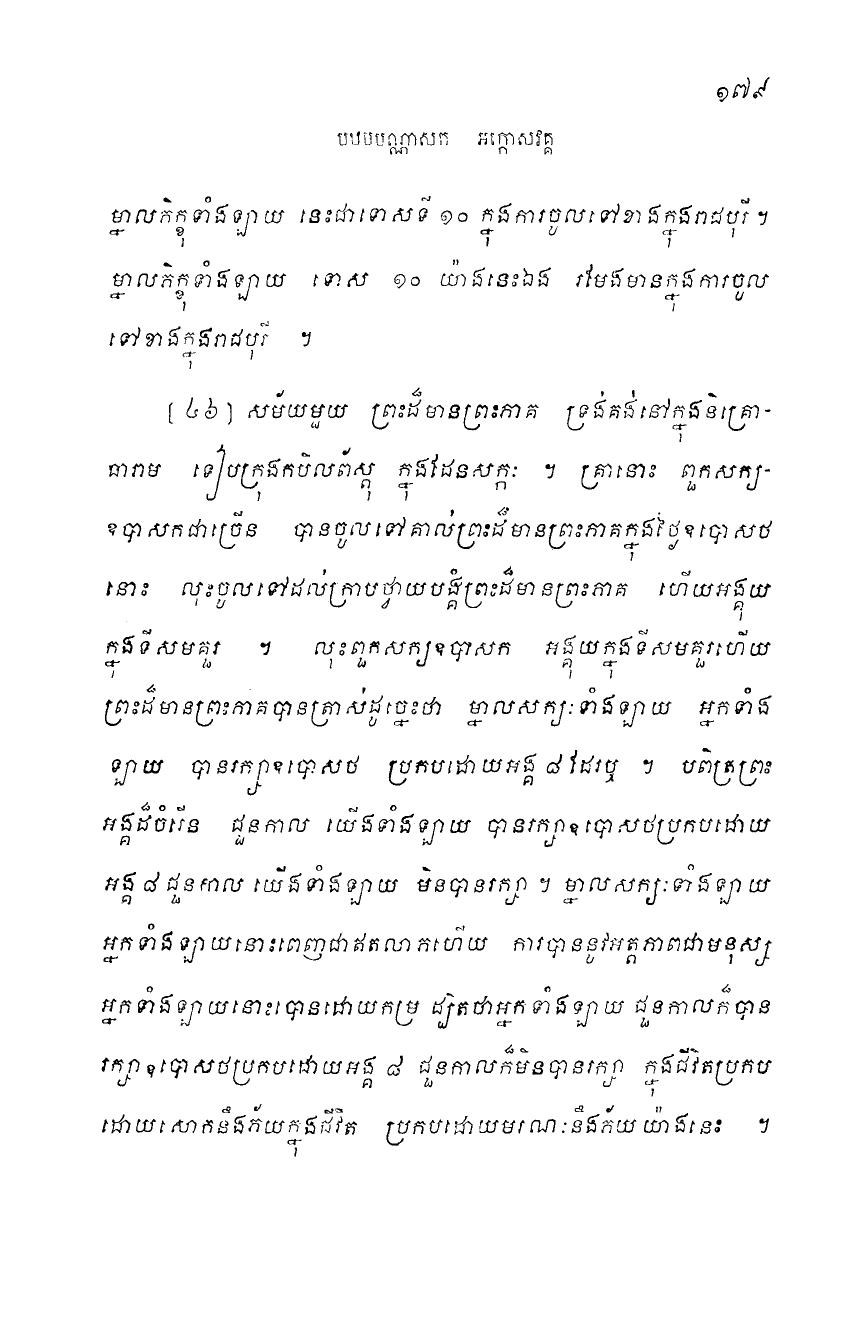 ១៧៩
បឋមបណ្ណាសក អក្កោសវគ្គ
ម្នាលភិក្ខុទាំងឡាយ នេះជាទោសទី ១០ ក្នុងការចូលទៅខាងក្នុងរាជបុរី ។
ម្នាលភិក្ខុទាំងឡាយ ទោស ១០ យ៉ាងនេះឯង រមែងមានក្នុងការចូល
ទៅខាងក្នុងរាជបុរី ។
[ ៤៦ ] សម័យមួយ ព្រះដ៏មានព្រះភាគ ទ្រង់គង់នៅក្នុងនិគ្រោ-
ធារាម ទៀបក្រុងកបិលព័ស្តុ ក្នុងដែនសក្កៈ ។ គ្រានោះ ពួកសក្យ-
ឧបាសកជាច្រើន បានចូលទៅគាល់ព្រះដ៏មានព្រះភាគក្នុងថ្ងៃឧបោសថ
នោះ លុះចូលទៅដល់ក្រាបថ្វាយបង្គំព្រះដ៏មានព្រះភាគ ហើយអង្គុយ
ក្នុងទីសមគួរ ។ លុះពួកសក្យឧបាសក អង្គុយក្នុងទីសមគួរហើយ
ព្រះដ៏មានព្រះភាគបានត្រាស់ដូច្នេះថា ម្នាលសក្យៈទាំងឡាយ អ្នកទាំង
ឡាយ បានរក្សាឧបោសថ ប្រកបដោយអង្គ ៨ ដែរឬ ។ បពិត្រព្រះ
អង្គដ៏ចំរើន ជួនកាល យើងទាំងឡាយ បានរក្សាឧបោសថប្រកបដោយ
អង្គ ៨ ជួនកាល យើងទាំងឡាយ មិនបានរក្សា ។ ម្នាលសក្យៈទាំងឡាយ
អ្នកទាំងឡាយនោះពេញជាឥតលាភហើយ ការបាននូវអត្តភាពជាមនុស្ស
អ្នកទាំងឡាយនោះបានដោយកម្រ ដ្បិតថាអ្នកទាំងឡាយ ជួនកាលក៏បាន
រក្សាឧបោសថប្រកបដោយអង្គ ៨ ជួនកាលក៏មិនបានរក្សា ក្នុងជីវិតប្រកប
ដោយសោកនឹងភ័យក្នុងជីវិត ប្រកបដោយមរណៈនឹងភ័យ យ៉ាងនេះ ។